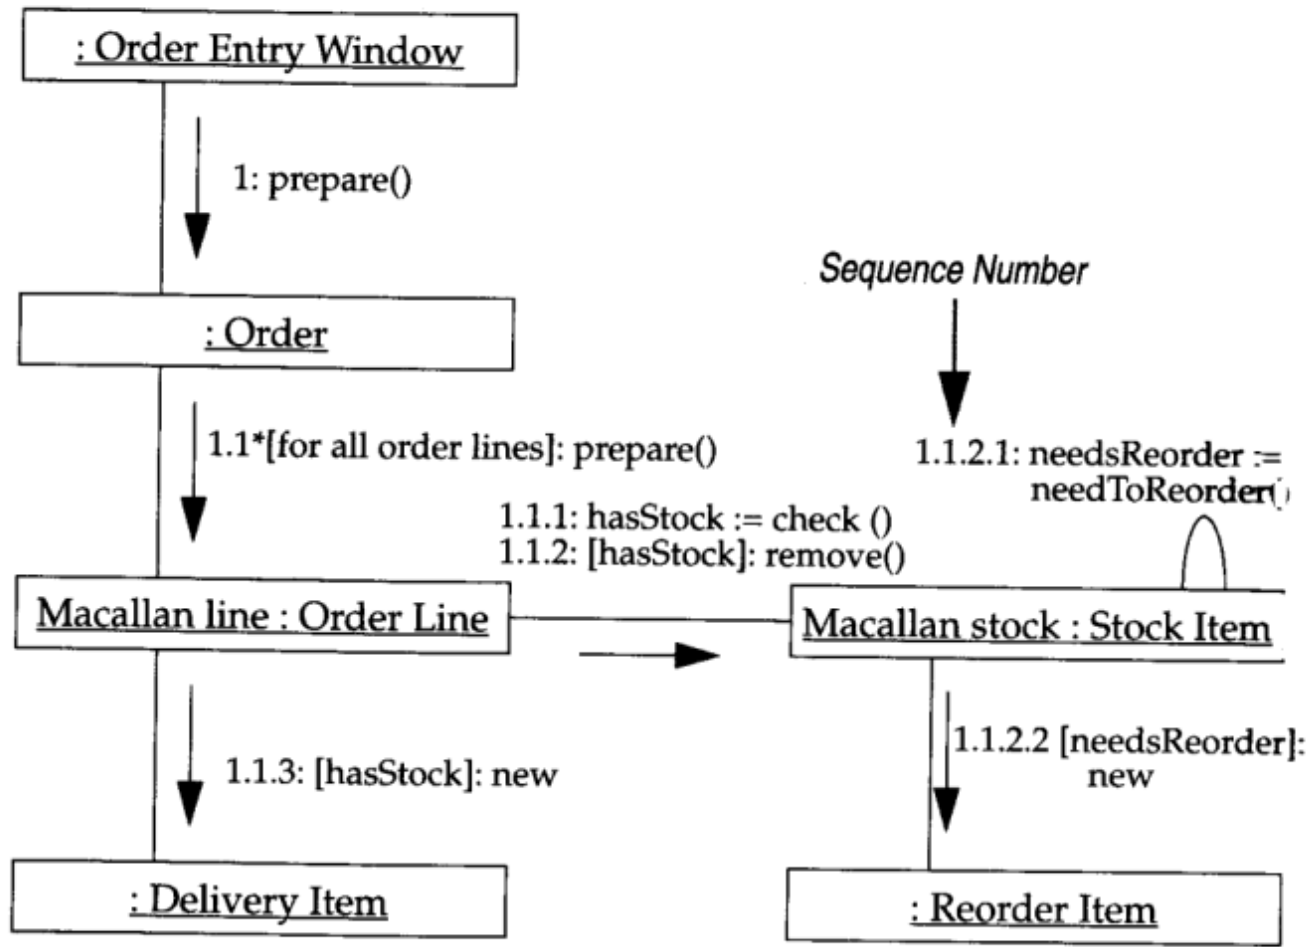 : Order Entry Window
1: prepare()
Sequence Number
: Order
1.1*[for all order lines]: prepare()
1.1.2.1: needsReorder :=
needToReorder()
1.1.1: hasStock := check ()
1.1.2: [hasStock]: remove()
Macallan line : Order Line
Macallan stock : Stock Item
1.1.3: [hasStock]: new
1.1.2.2 [needsReorder]:
new
: Delivery Item
: Reorder Item